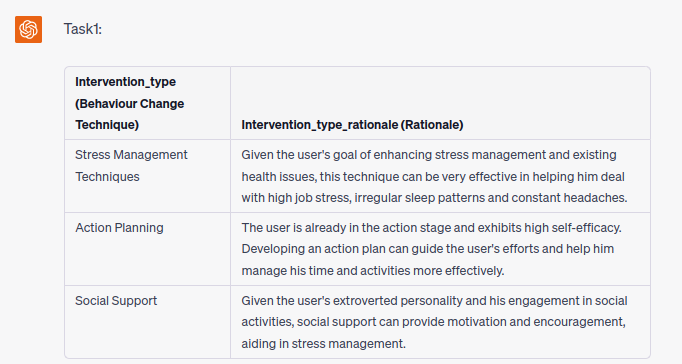 Task1:
Intervention_type
(Behaviour Change
Technique)
Intervention_type_rationale (Rationale)
Stress Management
Techniques
Given the user's goal of enhancing stress management and existing
health issues, this technique can be very effective in helping him deal
with high job stress, irregular sleep patterns and constant headaches.
Action Planning
The user is already in the action stage and exhibits high self-efficacy.
Developing an action plan can guide the user's efforts and help him
manage his time and activities more effectively.
Social Support
Given the user's extroverted personality and his engagement in social
activities, social support can provide motivation and encouragement,
aiding in stress management.